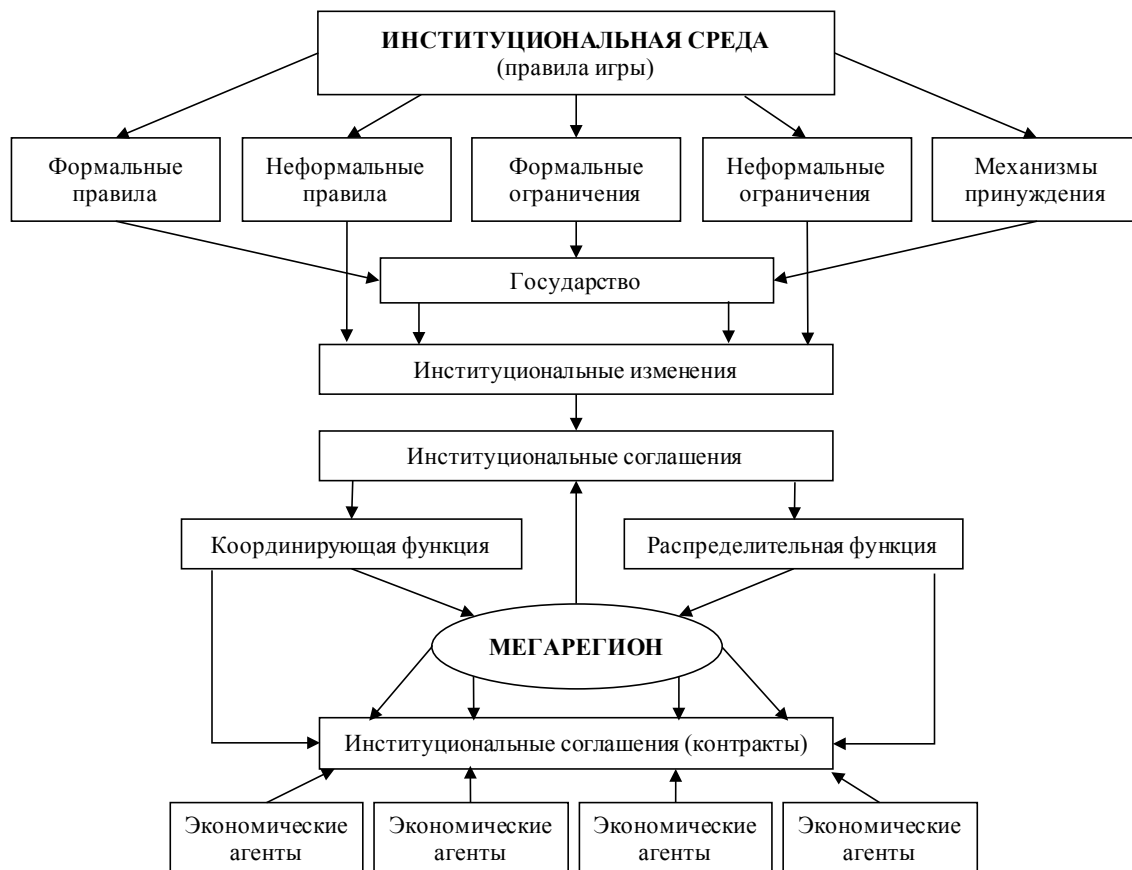 ИНСТИТУЦИОНАЛЬНАЯ СРЕДА
(правила игры)
Формальные
правила
Неформальные
правила
Формальные
ограничения
Неформальные
ограничения
Механизмы
принуждения
Государство
Институциональные изменения
Институциональные соглашения
Координирующая функция
Распределительная функция
МЕГАРЕГИОН
Институциональные соглашения (контракты)
Экономические
агенты
Экономические
агенты
Экономические
агенты
Экономические
агенты